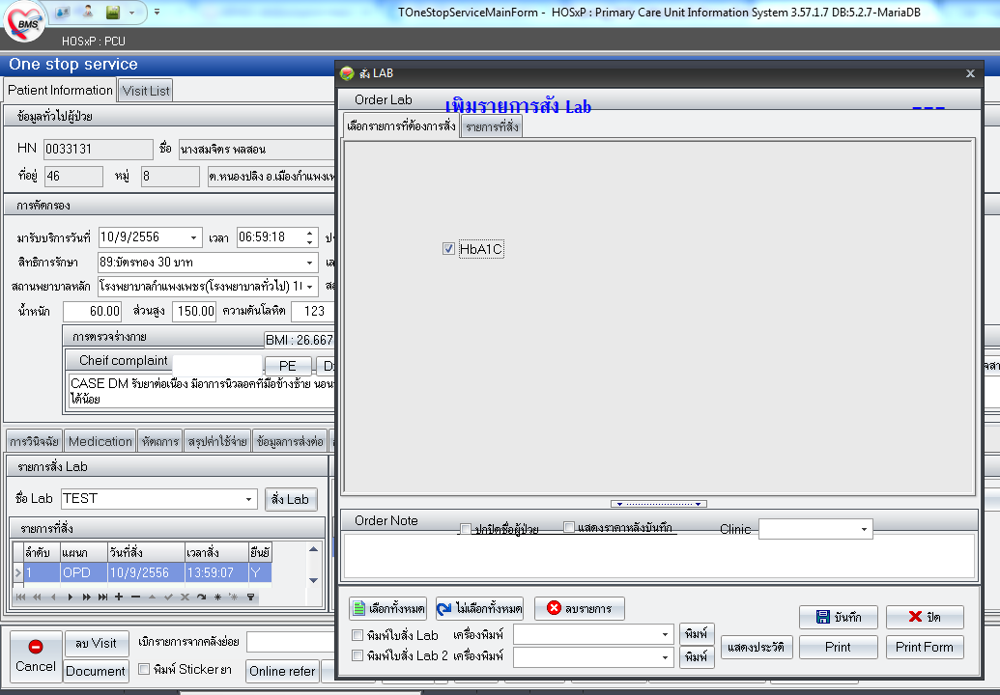 BMS
TOneStopServiceMainForm - HOSxP : Primary Care Unit Information System 3.57.1.7 DB:5.2.7-MariaDB
HOSxP : PCU
One stop service
Patient Information
Visit List
ข้อมูลทั่วไปผู้ป่วย
HN 0033131 ชื่อ นางสมจิตร พลสอน
ที่อยู่ 46 หมู่ 8 ต.หนองปลิง อ.เมืองกำแพงเพ
การคัดกรอง
มารับบริการวันที่ 10/9/2556 เวลา 06:59:18
สิทธิการรักษา 89:บัตรทอง 30 บาท
สถานพยาบาลหลัก โรงพยาบาลกำแพงเพชร(โรงพยาบาลทั่วไป)
น้ำหนัก 60.00 ส่วนสูง 150.00 ความดันโลหิต 123
การตรวจร่างกาย BMI : 26.667
Cheif complaint PE
CASE DM รับยาต่อเนื่อง มีอาการนิวลอคที่มือข้างซ้าย นอน
ได้น้อย
การวินิจฉัย Medication หัตถการ สรุปค่าใช้จ่าย ข้อมูลการส่งต่อ
รายการสั่ง Lab
ชื่อ Lab TEST สั่ง Lab
รายการที่สั่ง
ลำดับ แผนก วันที่สั่ง เวลาสั่ง ยืนยั
1 OPD 10/9/2556 13:59:07 Y
Cancel
ลบ Visit เบิกรายการจากคลังย่อย
Document พิมพ์ Sticker ยา Online refer
สั่ง LAB
Order Lab
เพิ่มรายการสั่ง Lab ---
เลือกรายการที่ต้องการสั่ง รายการที่สั่ง
HbA1C
Order Note ปกปิดชื่อผู้ป่วย แสดงราคาหลังบันทึก Clinic
เลือกทั้งหมด ไม่เลือกทั้งหมด ลบรายการ
บันทึก ปิด
พิมพ์ใบสั่ง Lab เครื่องพิมพ์ พิมพ์
พิมพ์ใบสั่ง Lab 2 เครื่องพิมพ์ พิมพ์
แสดงประวัติ Print Print Form